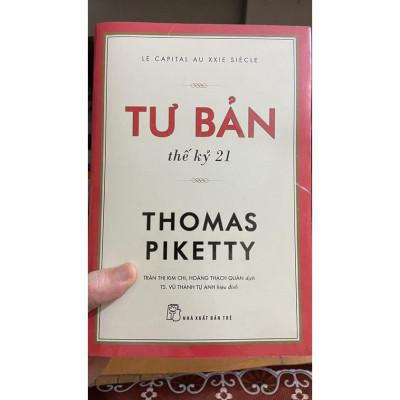 LE CAPITAL AU XXIE SIÈCLE
TƯ BẢN
thế kỷ 21
THOMAS
PIKETTY
TRẦN THỊ KIM CHI, HOÀNG THẠCH QUÂN dịch
TS. VŨ THÀNH TỰ ANH hiệu đính
NHÀ XUẤT BẢN TRẺ